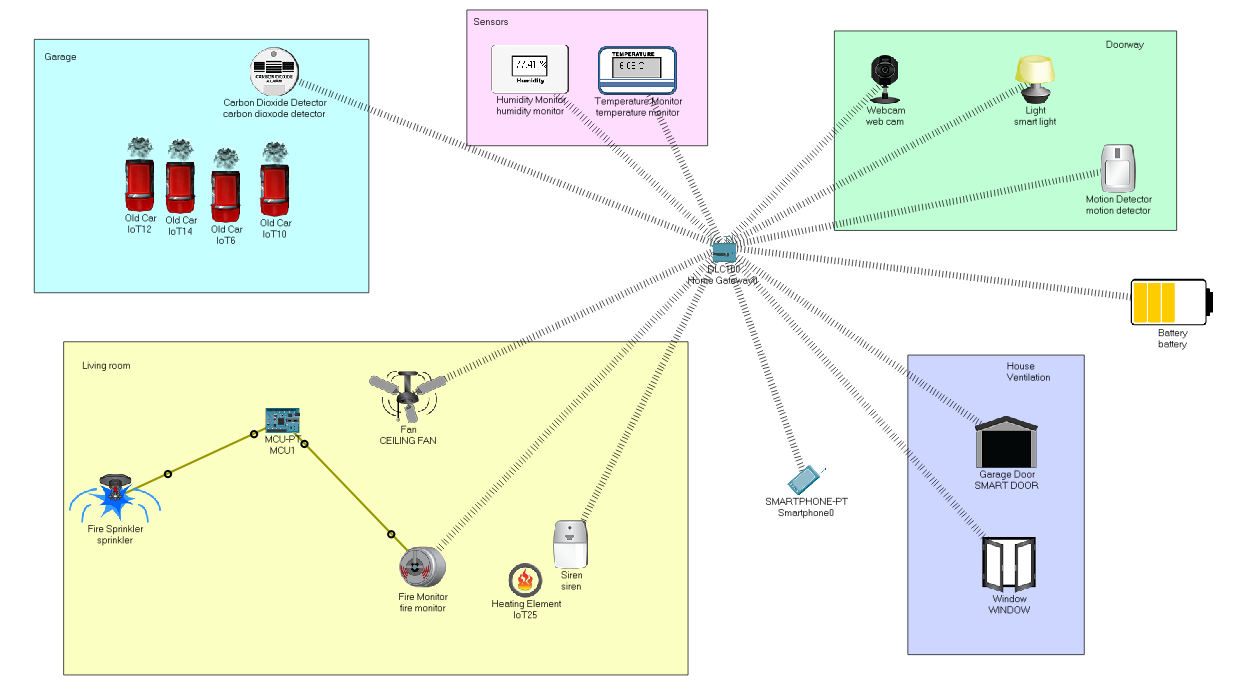 Garage
CARBON DIOXIDE
ALARM
Carbon Dioxide Detector
carbon dioxode detector
Old Car
IoT12
Old Car
IoT14
Old Car
IoT6
Old Car
IoT10
Sensors
Humidity
Humidity Monitor
humidity monitor
TEMPERATURE
Temperature Monitor
temperature monitor
Doorway
Webcam
web cam
Light
smart light
Motion Detector
motion detector
DLC100
Home Gateway0
Battery
battery
Living room
Fan
CEILING FAN
MCU-PT
MCU1
Fire Sprinkler
sprinkler
Fire Monitor
fire monitor
Heating Element
IoT25
Siren
siren
SMARTPHONE-PT
Smartphone0
House
Ventilation
Garage Door
SMART DOOR
Window
WINDOW